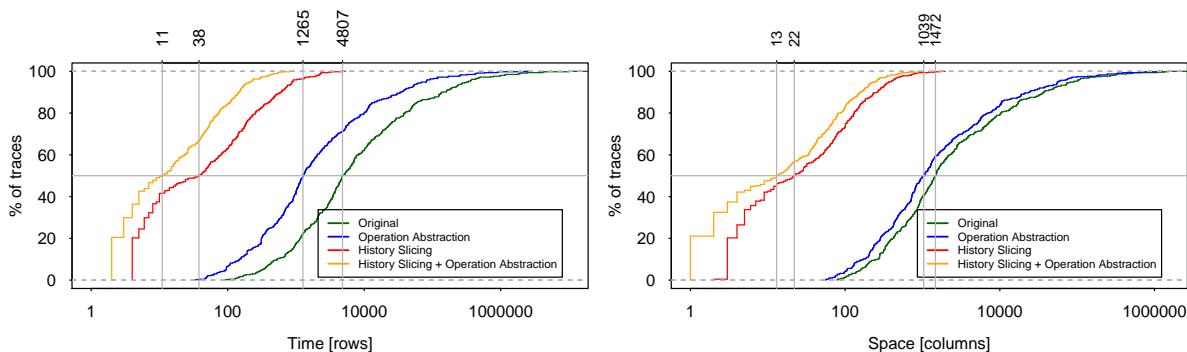 11
38
1265
4807
% of traces
100
80
60
40
20
0
Original
Operation Abstraction
History Slicing
History Slicing + Operation Abstraction
1
100
10000
1000000
Time [rows]
13
22
1039
1472
% of traces
100
80
60
40
20
0
Original
Operation Abstraction
History Slicing
History Slicing + Operation Abstraction
1
100
10000
1000000
Space [columns]